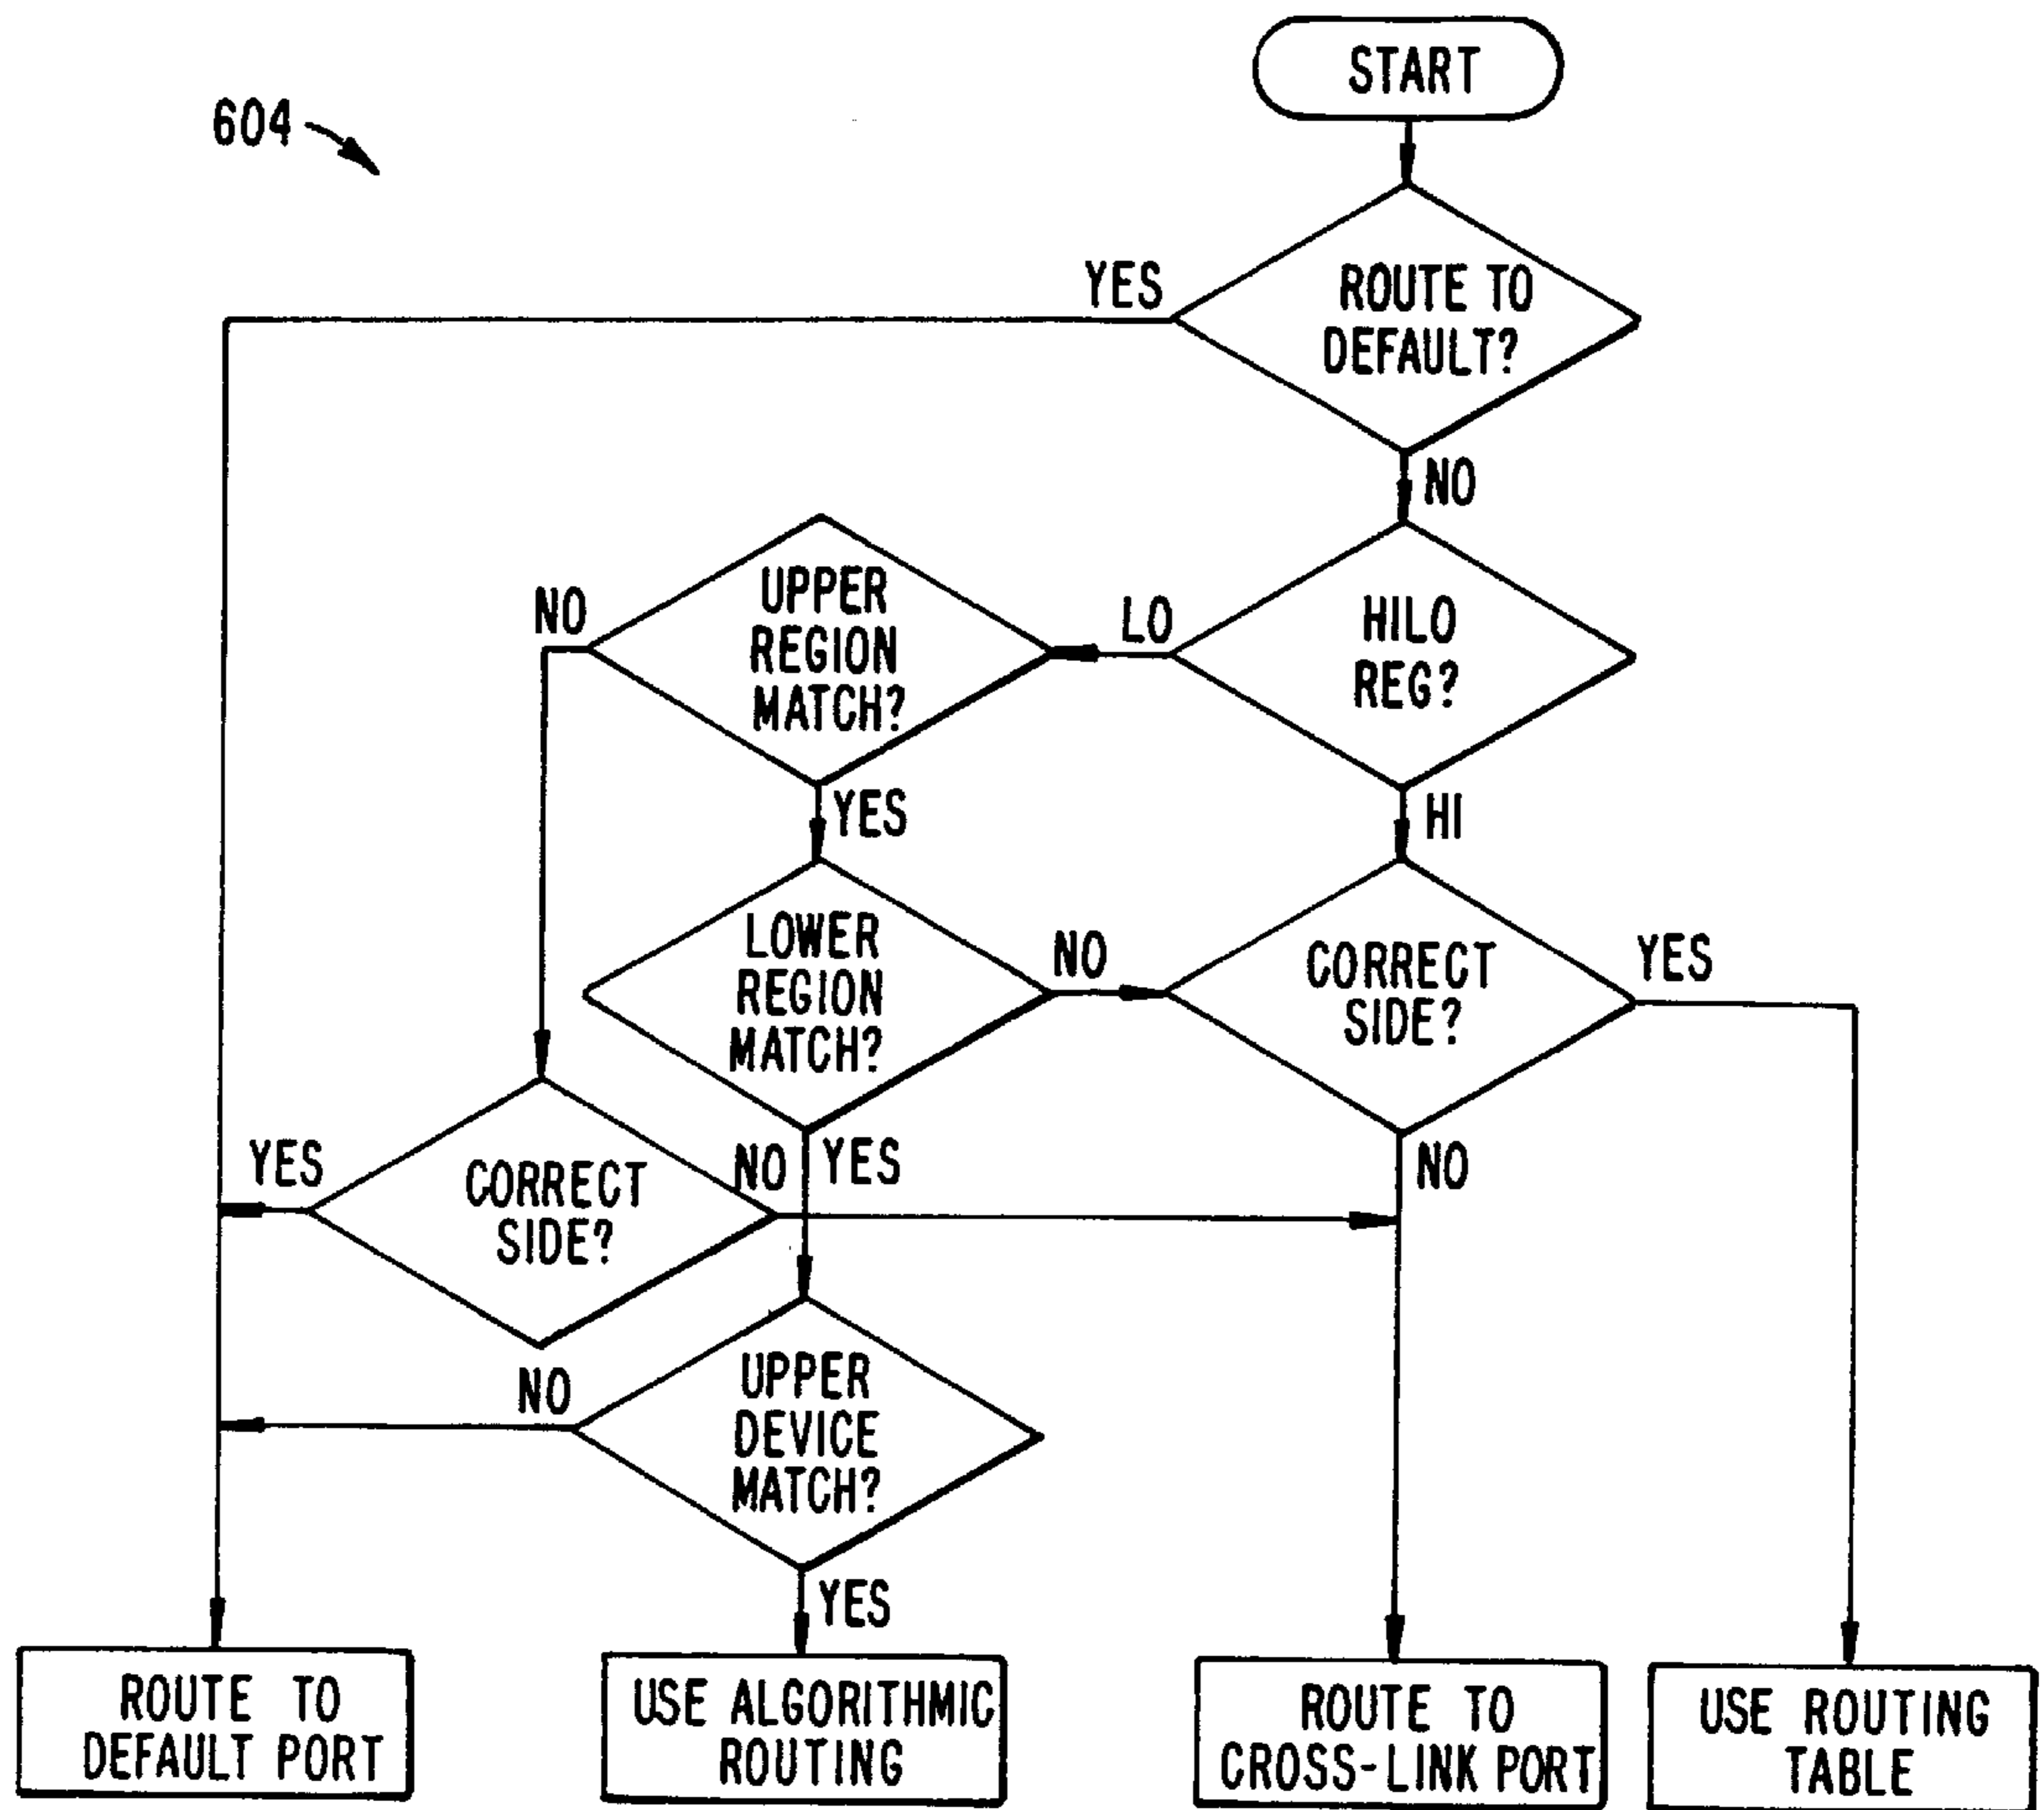 START
604
YES
ROUTE TO
DEFAULT?
NO
UPPER
REGION
MATCH?
NO
LO
HILO
REG?
YES
HI
LOWER
REGION
MATCH?
NO
CORRECT
SIDE?
YES
YES
CORRECT
SIDE?
NO
YES
NO
NO
UPPER
DEVICE
MATCH?
YES
ROUTE TO
DEFAULT PORT
USE ALGORITHMIC
ROUTING
ROUTE TO
CROSS-LINK PORT
USE ROUTING
TABLE